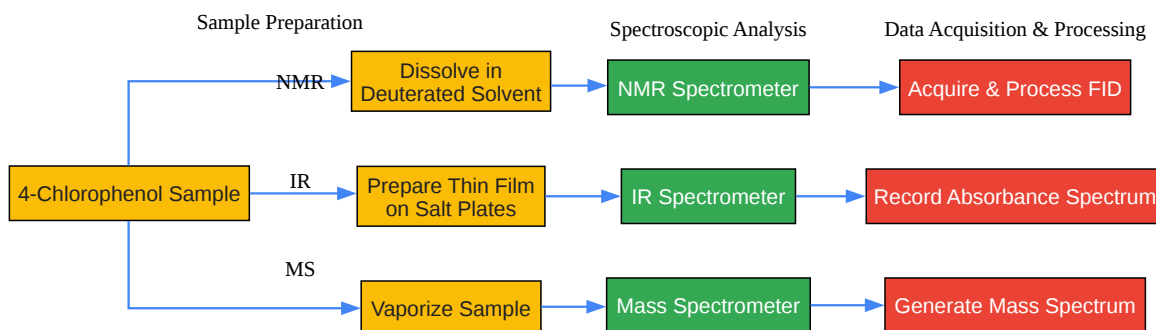 Sample Preparation
Spectroscopic Analysis
Data Acquisition & Processing
NMR
Dissolve in
Deuterated Solvent
NMR Spectrometer
Acquire & Process FID
4-Chlorophenol Sample
IR
Prepare Thin Film
on Salt Plates
IR Spectrometer
Record Absorbance Spectrum
MS
Vaporize Sample
Mass Spectrometer
Generate Mass Spectrum